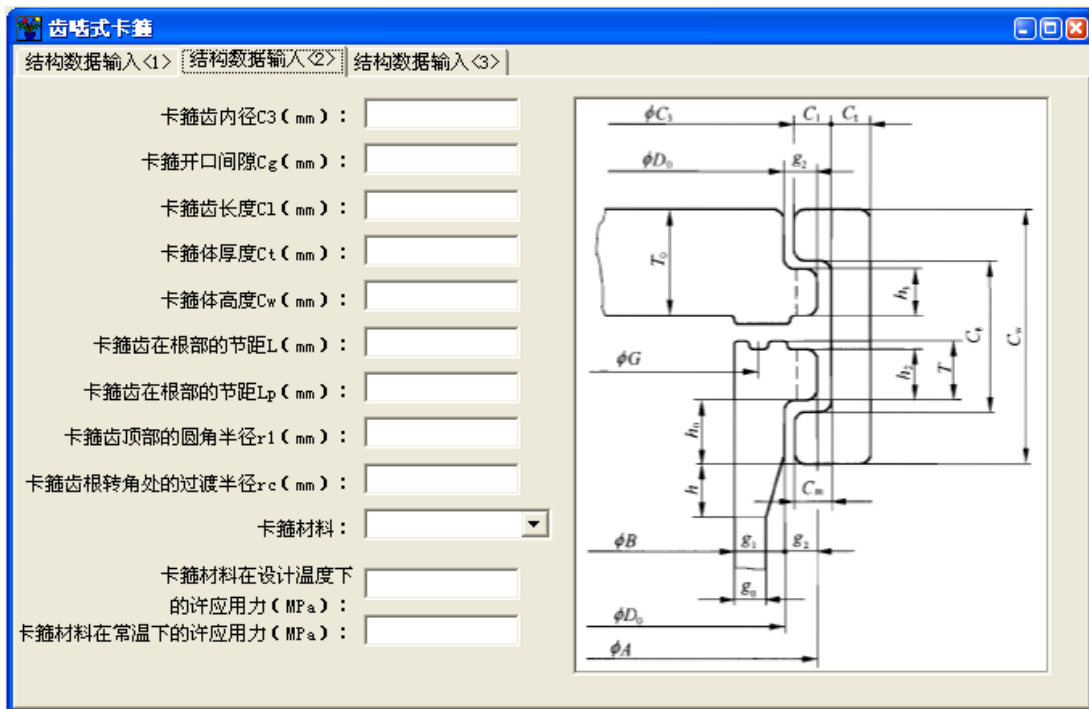 齿啮式卡箍
结构数据输入<1>
结构数据输入<2>
结构数据输入<3>
卡箍齿内径C3(mm)：
卡箍开口间隙Cg(mm)：
卡箍齿长度Cl(mm)：
卡箍体厚度Ct(mm)：
卡箍体高度Cw(mm)：
卡箍齿在根部的节距L(mm)：
卡箍齿在根部的节距Lp(mm)：
卡箍齿顶部的圆角半径r1(mm)：
卡箍齿根转角处的过渡半径rc(mm)：
卡箍材料：
卡箍材料在设计温度下
的许应用力(MPa)：
卡箍材料在常温下的许应用力(MPa)：
ϕC₃
C₁
Cₜ
ϕD₀
g₂
T₀
h₁
Cw
ϕG
h₂
T
h₀
h
Cₘ
ϕB
g₁
g₂
g₀
ϕD₀
ϕA